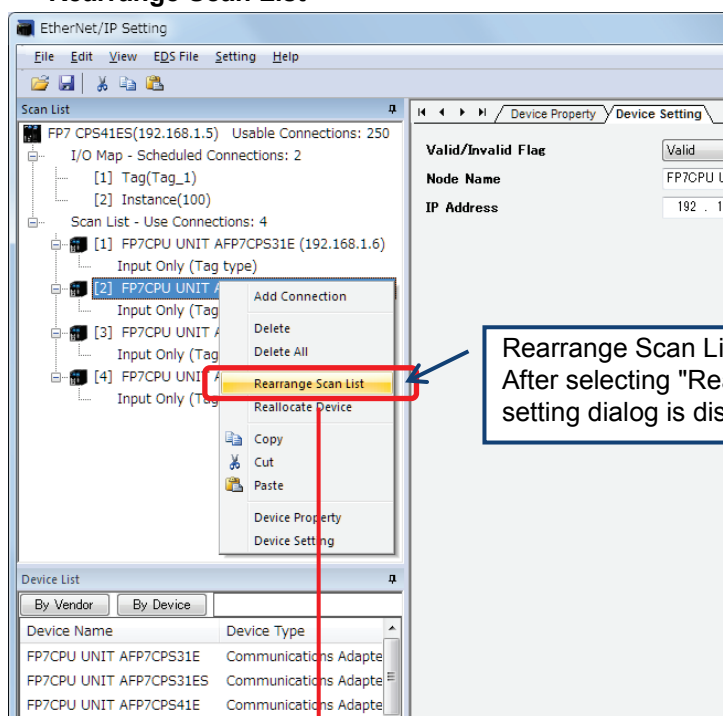 Rearrange Scan List
EtherNet/IP Setting
File Edit View EDS File Setting Help
Scan List
FP7 CPS41ES(192.168.1.5) Usable Connections: 250
I/O Map - Scheduled Connections: 2
[1] Tag(Tag_1)
[2] Instance(100)
Scan List - Use Connections: 4
[1] FP7CPU UNIT AFP7CPS31E (192.168.1.6)
Input Only (Tag type)
[2] FP7CPU UNIT
Input Only (Tag
[3] FP7CPU UNIT
Input Only (Tag
[4] FP7CPU UNIT
Input Only (Tag
Add Connection
Delete
Delete All
Rearrange Scan List
Reallocate Device
Copy
Cut
Paste
Device Property
Device Setting
Device Property Device Setting
Valid/Invalid Flag Valid
Node Name FP7CPU
IP Address 192 . 1
Rearrange Scan
After selecting
setting dialog is
Device List
By Vendor By Device
Device Name Device Type
FP7CPU UNIT AFP7CPS31E Communications Adapte
FP7CPU UNIT AFP7CPS31ES Communications Adapte
FP7CPU UNIT AFP7CPS41E Communications Adapte